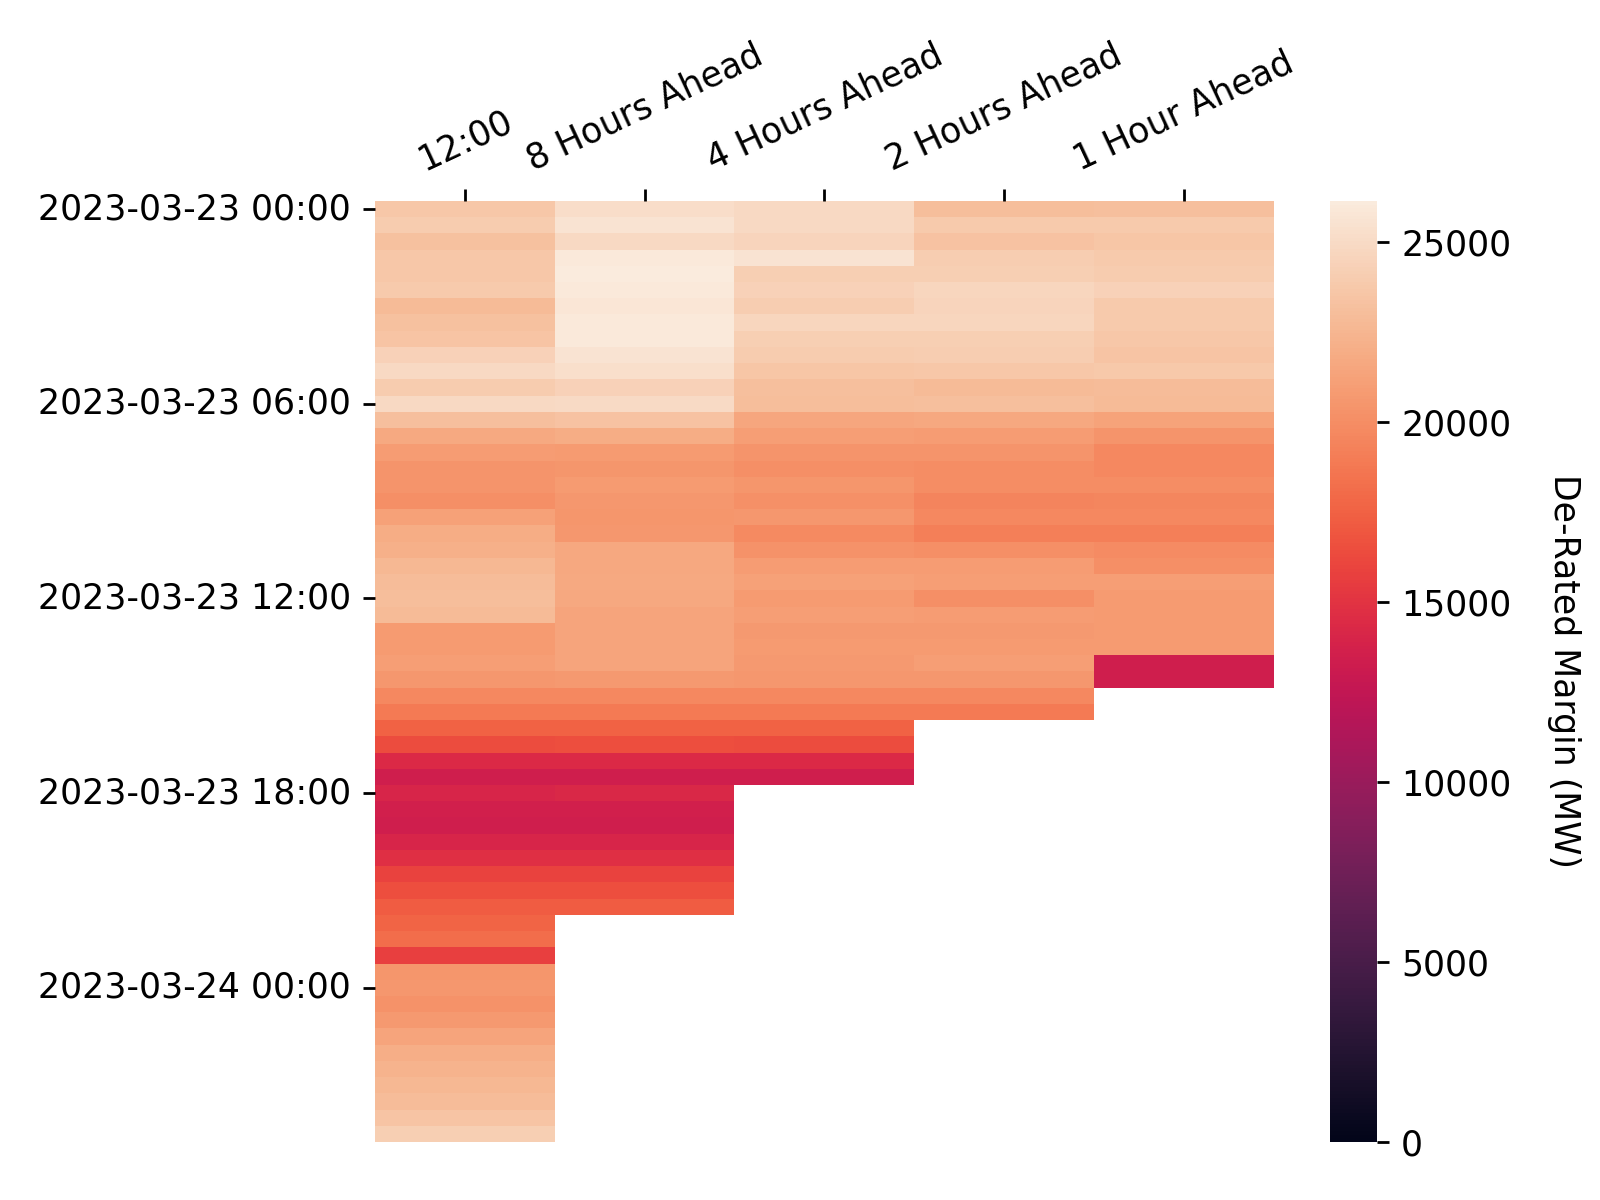 12:00
8 Hours Ahead
4 Hours Ahead
2 Hours Ahead
1 Hour Ahead
2023-03-23 00:00
2023-03-23 06:00
2023-03-23 12:00
2023-03-23 18:00
2023-03-24 00:00
25000
20000
15000
10000
5000
0
De-Rated Margin (MW)